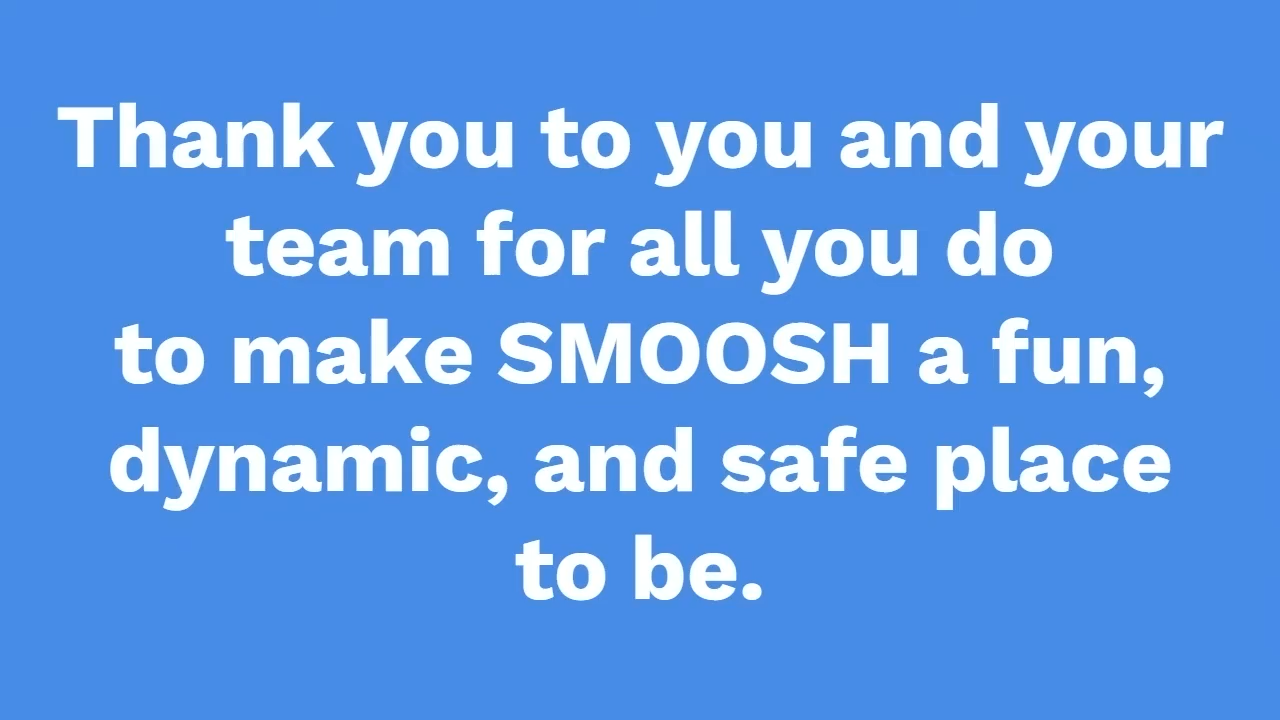 Thank you to you and your
team for all you do
to make SMOOSH a fun,
dynamic, and safe place
to be.